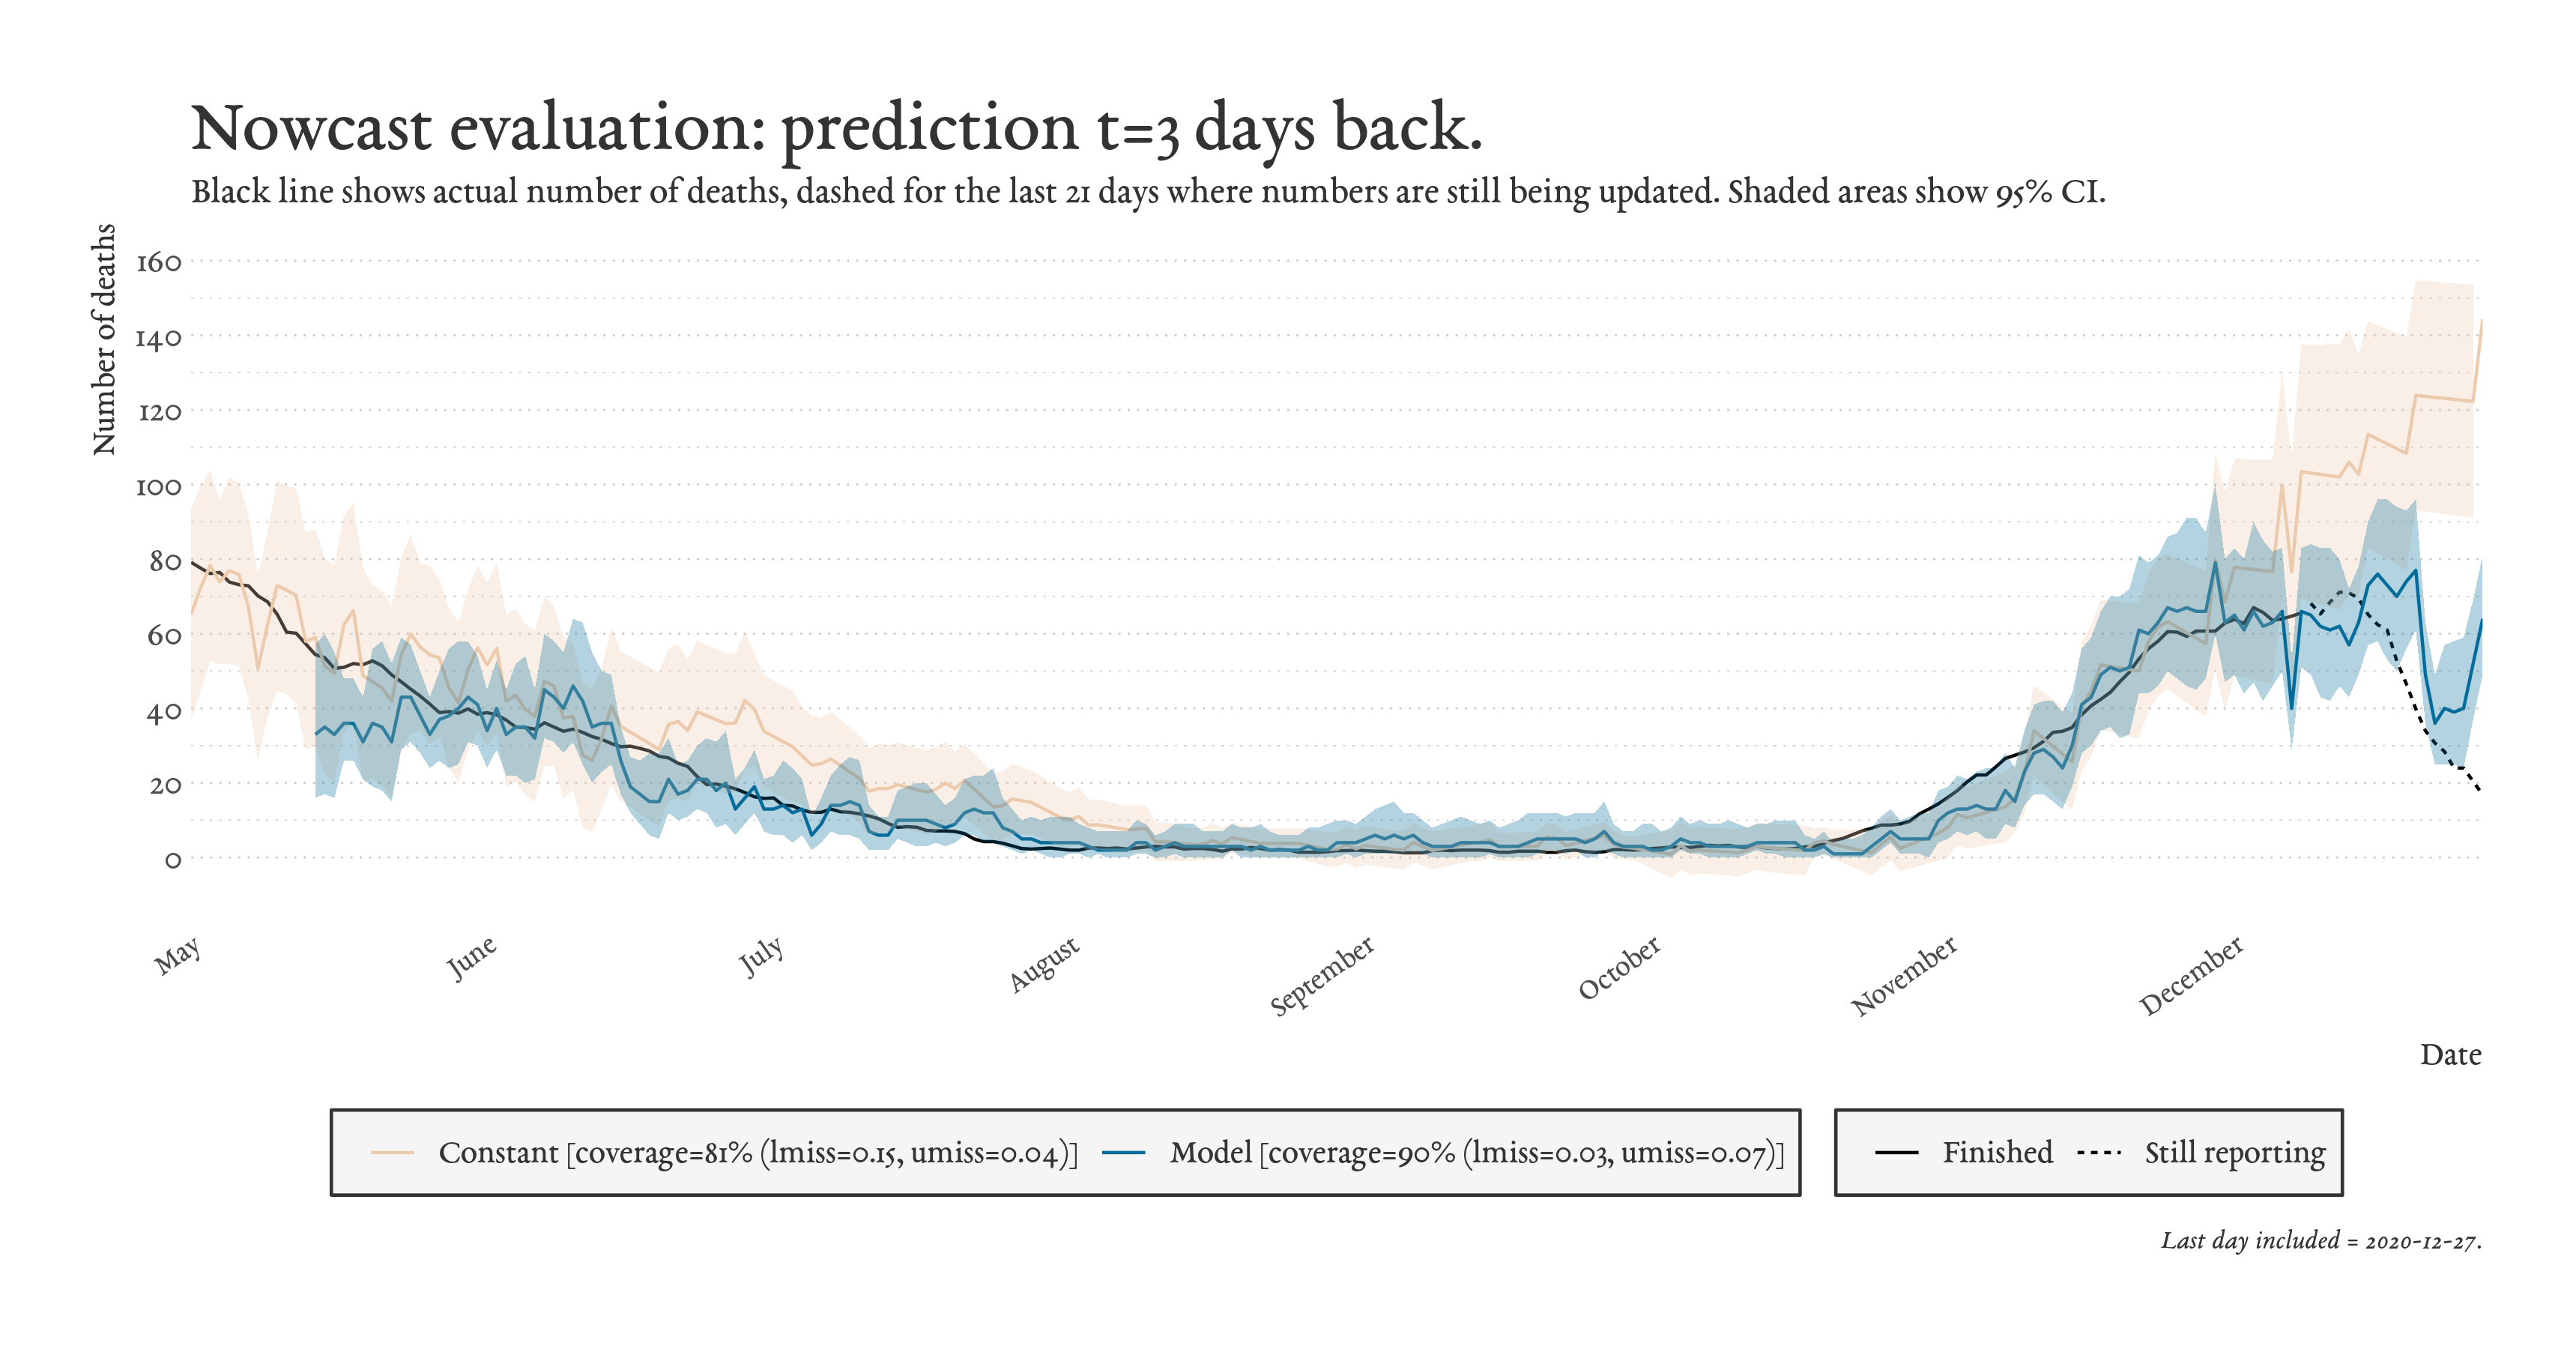 Nowcast evaluation: prediction t=3 days back.
Black line shows actual number of deaths, dashed for the last 21 days where numbers are still being updated. Shaded areas show 95% CI.
Number of deaths
160
140
120
100
80
60
40
20
0
May
June
July
August
September
October
November
December
Date
Constant [coverage=81% (lmiss=0.15, umiss=0.04)]
Model [coverage=90% (lmiss=0.03, umiss=0.07)]
Finished
Still reporting
Last day included = 2020-12-27.